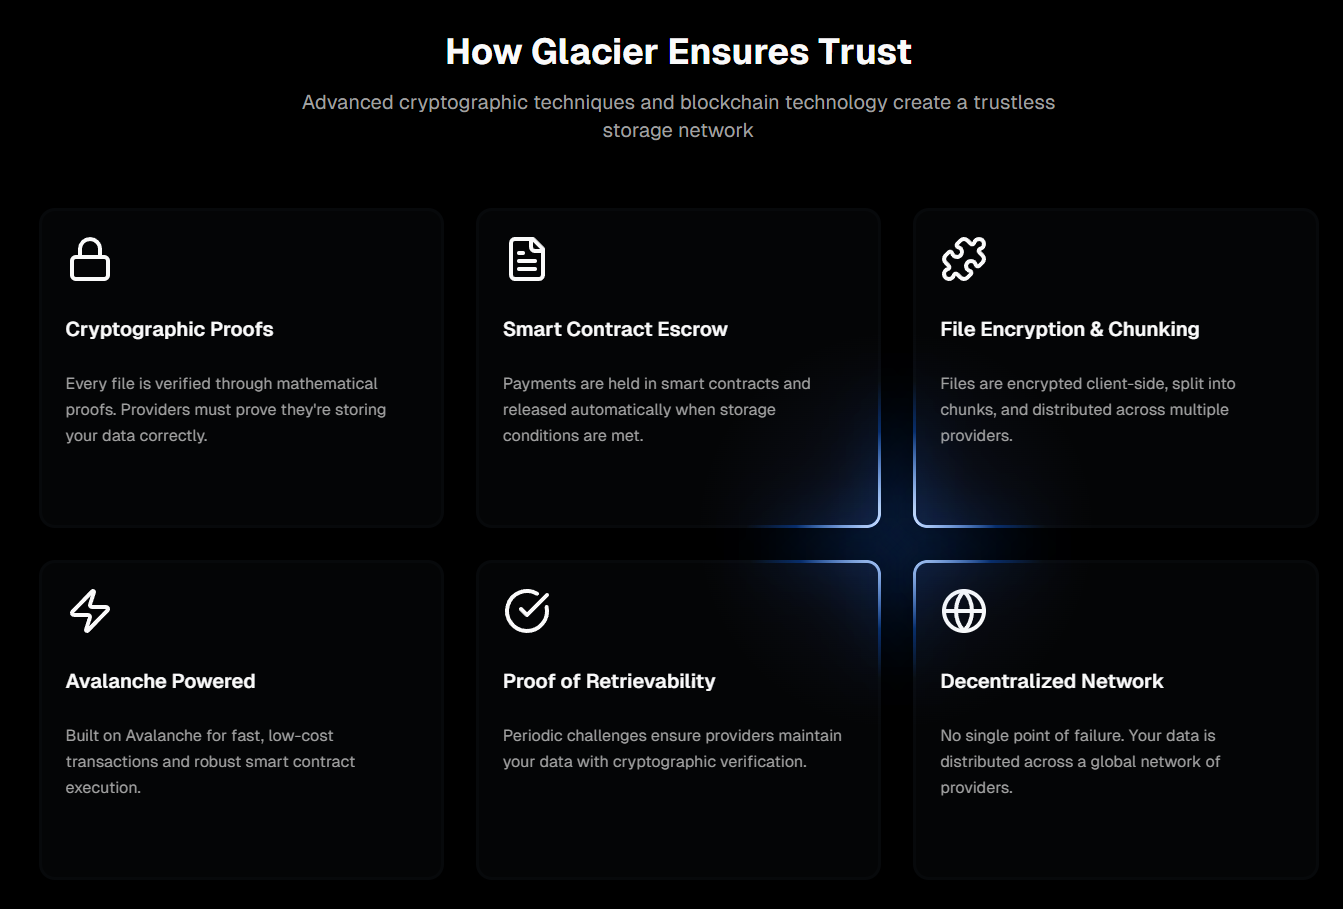 How Glacier Ensures Trust
Advanced cryptographic techniques and blockchain technology create a trustless
storage network
Cryptographic Proofs
Every file is verified through mathematical
proofs. Providers must prove they're storing
your data correctly.
Smart Contract Escrow
Payments are held in smart contracts and
released automatically when storage
conditions are met.
File Encryption & Chunking
Files are encrypted client-side, split into
chunks, and distributed across multiple
providers.
Avalanche Powered
Built on Avalanche for fast, low-cost
transactions and robust smart contract
execution.
Proof of Retrievability
Periodic challenges ensure providers maintain
your data with cryptographic verification.
Decentralized Network
No single point of failure. Your data is
distributed across a global network of
providers.